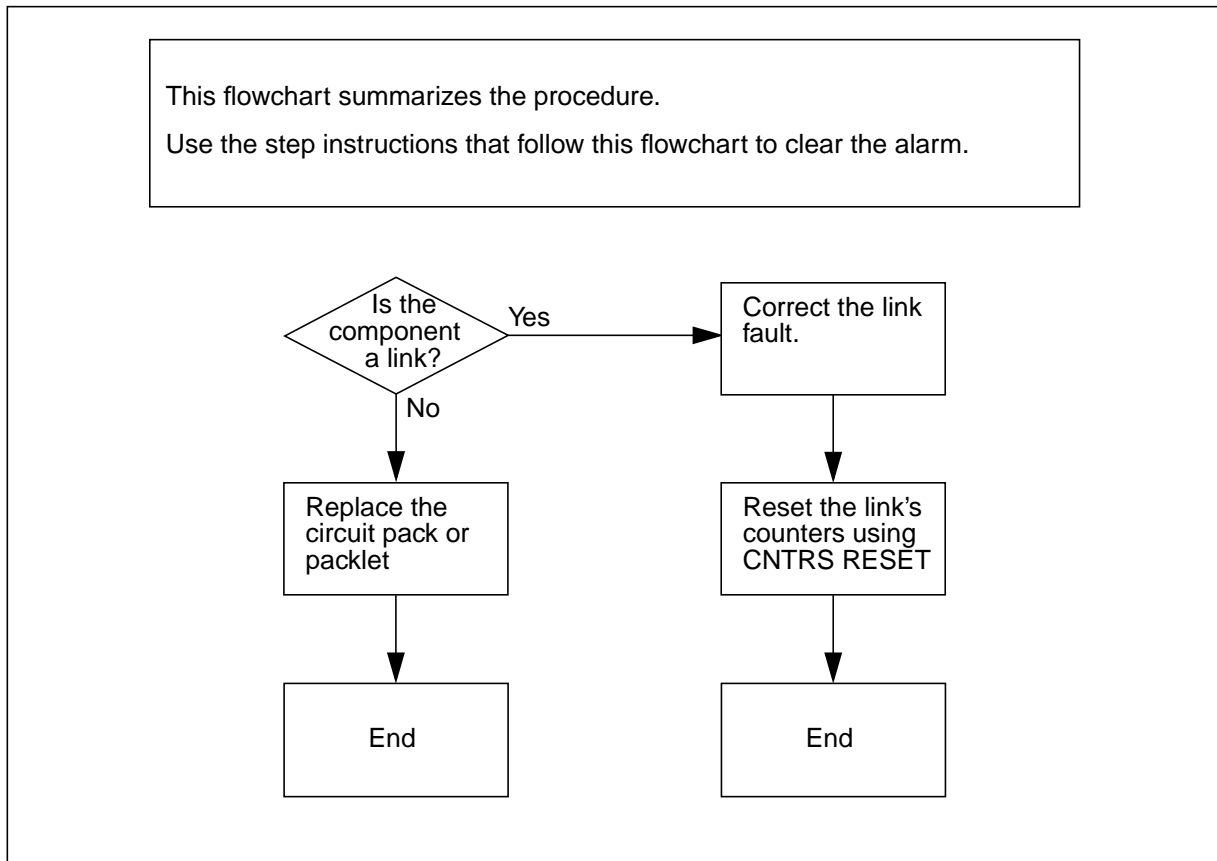 This flowchart summarizes the procedure.
Use the step instructions that follow this flowchart to clear the alarm.
Is the
component
a link?
Yes
Correct the link
fault.
No
Replace the
circuit pack or
packlet
Reset the link’s
counters using
CNTRS RESET
End
End